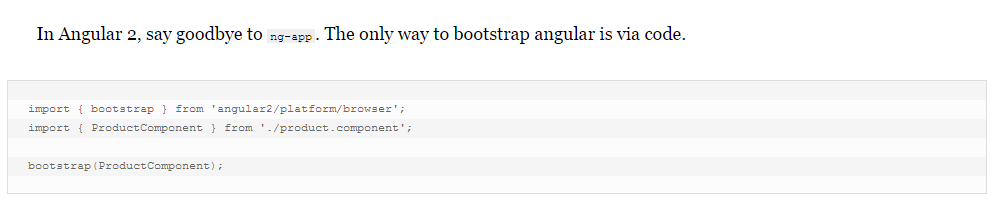 In Angular 2, say goodbye to ng-app. The only way to bootstrap angular is via code.
import { bootstrap } from 'angular2/platform/browser';
import { ProductComponent } from './product.component';
bootstrap(ProductComponent);